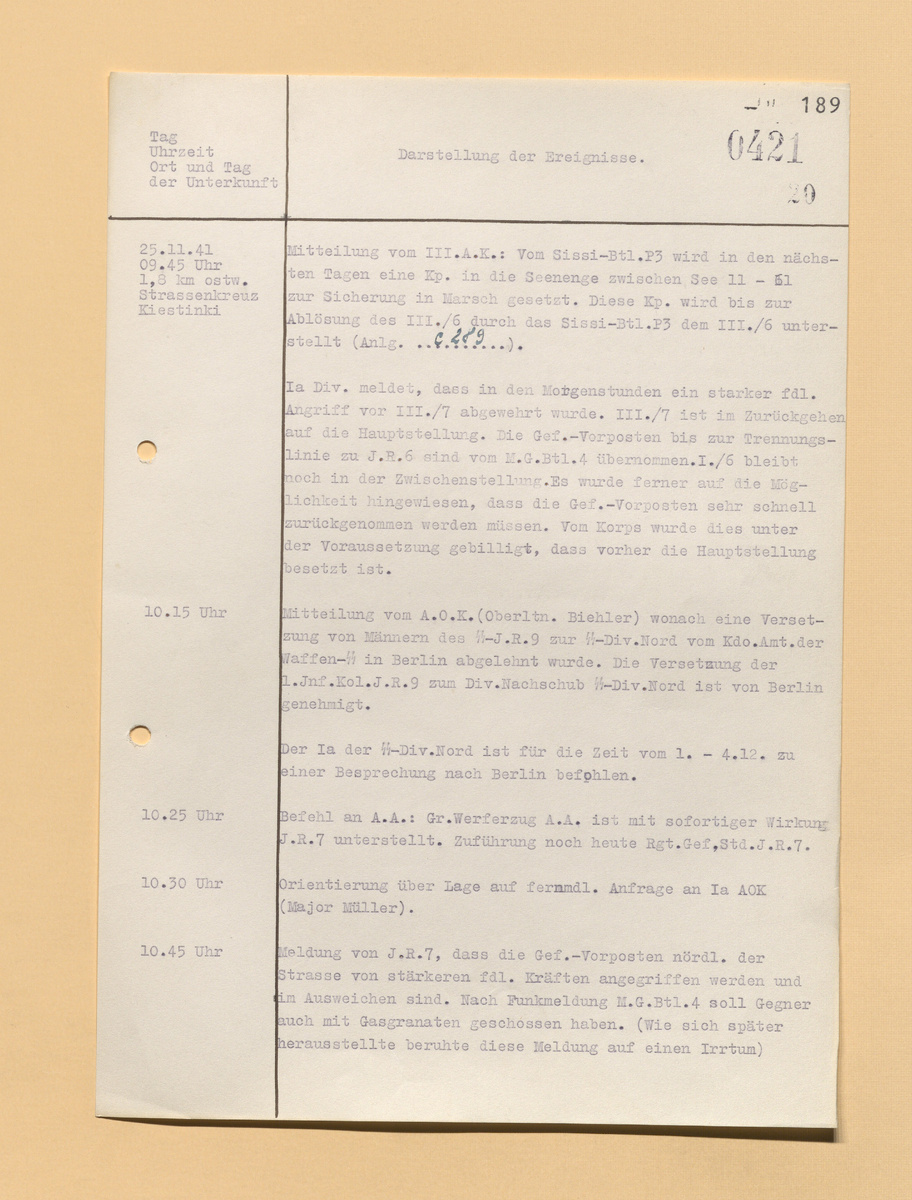 189
0421
20
Tag
Uhrzeit
Ort und Tag
der Unterkunft
Darstellung der Ereignisse.
25.11.41
09.45 Uhr
1,8 km ostw.
Strassenkreuz
Kiestinki
Mitteilung vom III.A.K.: Vom Sissi-Btl.P3 wird in den nächs-
ten Tagen eine Kp. in die Seenenge zwischen See 11 - 51
zur Sicherung in Marsch gesetzt. Diese Kp. wird bis zur
Ablösung des III./6 durch das Sissi-Btl.P3 dem III./6 unter-
stellt (Anlg. ..C 289...).
Ia Div. meldet, dass in den Morgenstunden ein starker fdl.
Angriff vor III./7 abgewehrt wurde. III./7 ist im Zurückgehen
auf die Hauptstellung. Die Gef.-Vorposten bis zur Trennungs-
linie zu J.R.6 sind vom M.G.Btl.4 übernommen.I./6 bleibt
noch in der Zwischenstellung.Es wurde ferner auf die Mög-
lichkeit hingewiesen, dass die Gef.-Vorposten sehr schnell
zurückgenommen werden müssen. Vom Korps wurde dies unter
der Voraussetzung gebilligt, dass vorher die Hauptstellung
besetzt ist.
10.15 Uhr
Mitteilung vom A.O.K.(Oberltn. Biehler) wonach eine Verset-
zung von Männern des ᛋᛋ-J.R.9 zur ᛋᛋ-Div.Nord vom Kdo.Amt.der
Waffen-ᛋᛋ in Berlin abgelehnt wurde. Die Versetzung der
1.Jnf.Kol.J.R.9 zum Div.Nachschub ᛋᛋ-Div.Nord ist von Berlin
genehmigt.
Der Ia der ᛋᛋ-Div.Nord ist für die Zeit vom 1. - 4.12. zu
einer Besprechung nach Berlin befohlen.
10.25 Uhr
Befehl an A.A.: Gr.Werferzug A.A. ist mit sofortiger Wirkung
J.R.7 unterstellt. Zuführung noch heute Rgt.Gef,Std.J.R.7.
10.30 Uhr
Orientierung über Lage auf fernmdl. Anfrage an Ia AOK
(Major Müller).
10.45 Uhr
Meldung von J.R.7, dass die Gef.-Vorposten nördl. der
Strasse von stärkeren fdl. Kräften angegriffen werden und
im Ausweichen sind. Nach Funkmeldung M.G.Btl.4 soll Gegner
auch mit Gasgranaten geschossen haben. (Wie sich später
herausstellte beruhte diese Meldung auf einen Irrtum)